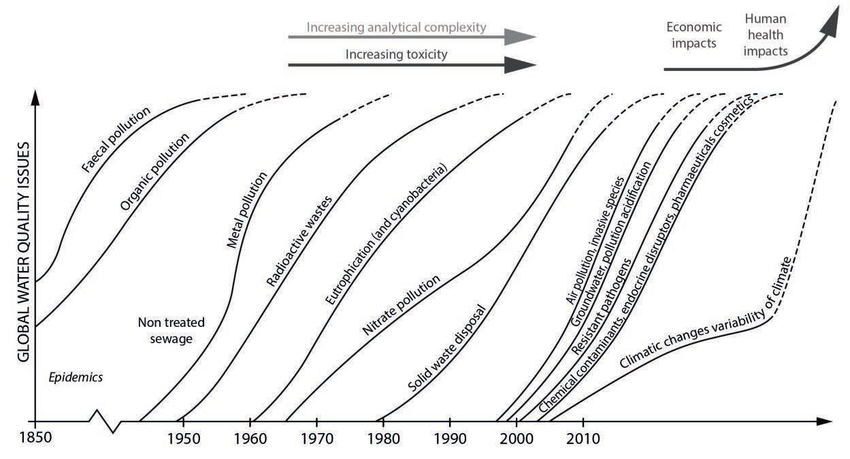 Increasing analytical complexity
Increasing toxicity
Economic
impacts
Human
health
impacts
GLOBAL WATER QUALITY ISSUES
Faecal pollution
Organic pollution
Metal pollution
Radioactive wastes
Eutrophication (and cyanobacteria)
Nitrate pollution
Solid waste disposal
Air pollution, invasive species
Groundwater, pollution acidification
Resistant pathogens
Chemical contaminants, endocrine disruptors, pharmaceuticals cosmetics
Climatic changes variability of climate
Non treated
sewage
Epidemics
1850
1950
1960
1970
1980
1990
2000
2010